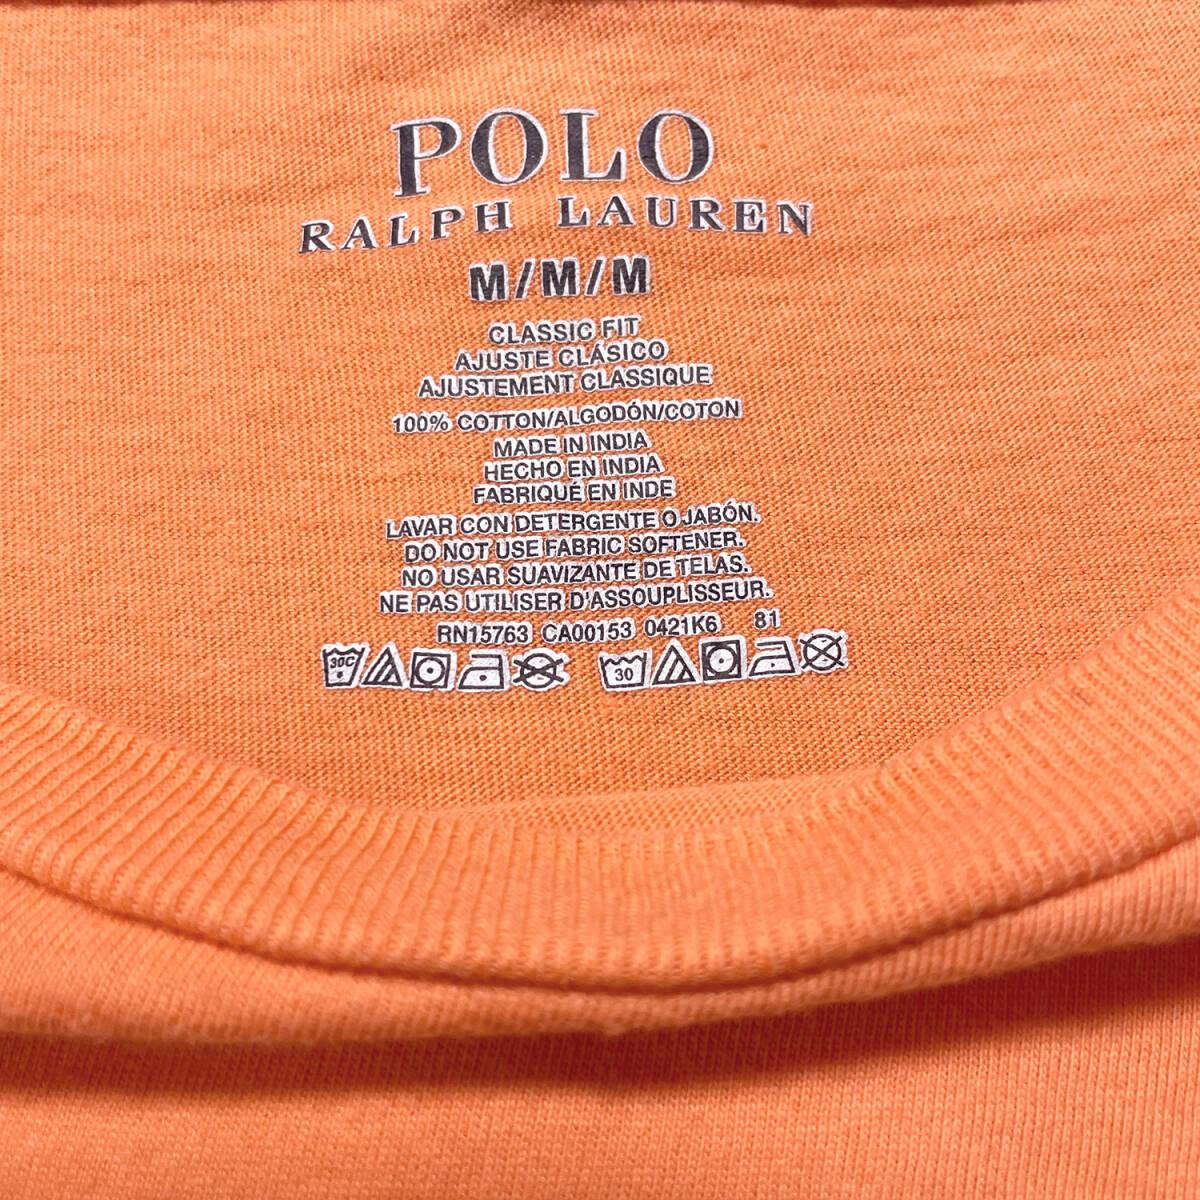 POLO
RALPH LAUREN
M/M/M
CLASSIC FIT
AJUSTE CLÁSICO
AJUSTEMENT CLASSIQUE
100% COTTON/ALGODÓN/COTON
MADE IN INDIA
HECHO EN INDIA
FABRIQUÉ EN INDE
LAVAR CON DETERGENTE O JABÓN.
DO NOT USE FABRIC SOFTENER.
NO USAR SUAVIZANTE DE TELAS.
NE PAS UTILISER D'ASSOUPLISSEUR.
RN15763 CA00153 0421K6 81
30C 30